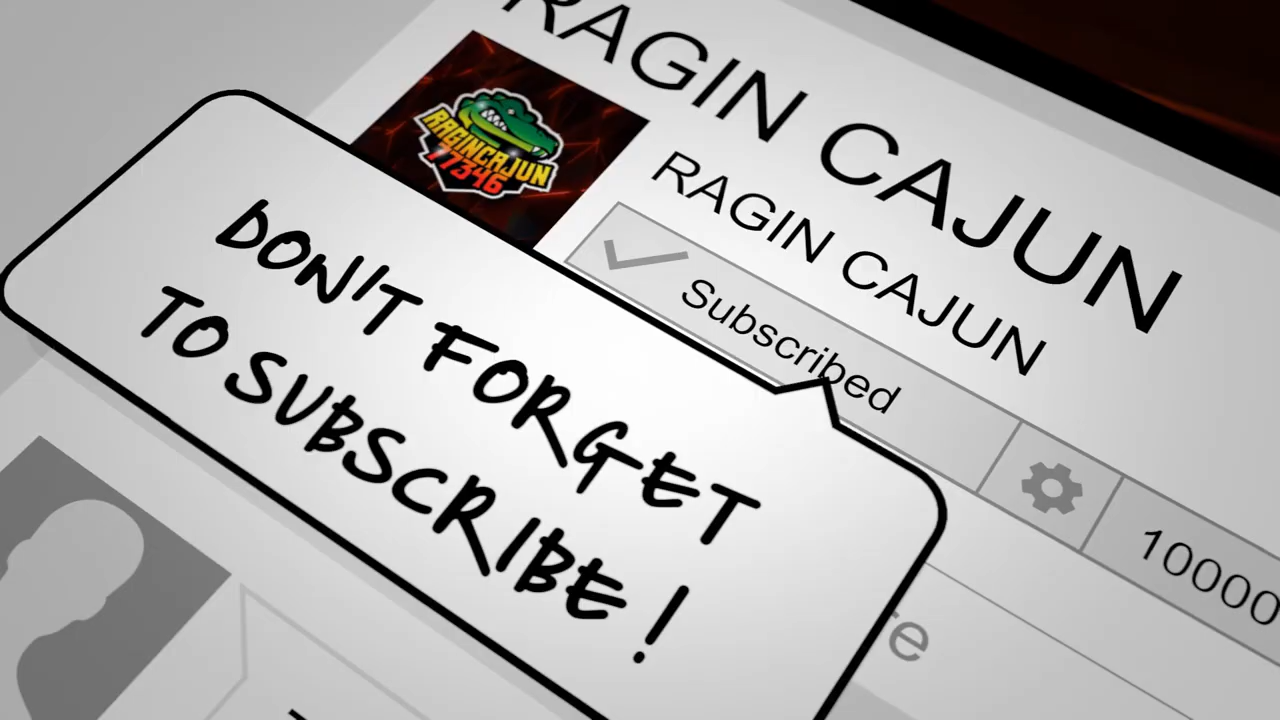 RAGIN CAJUN
RAGINCAJUN
77346
RAGIN CAJUN
Subscribed
10000
DON'T FORGET
TO SUBSCRIBE!